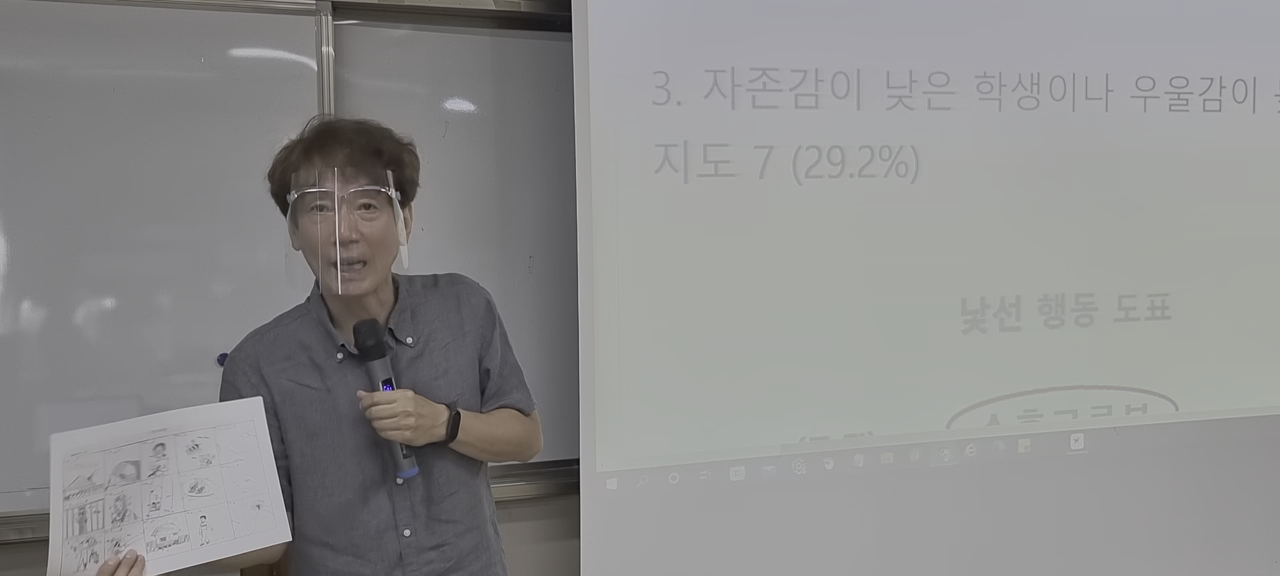 3. 자존감이 낮은 학생이나 우울감이
지도 7 (29.2%)
낯선 행동 도표